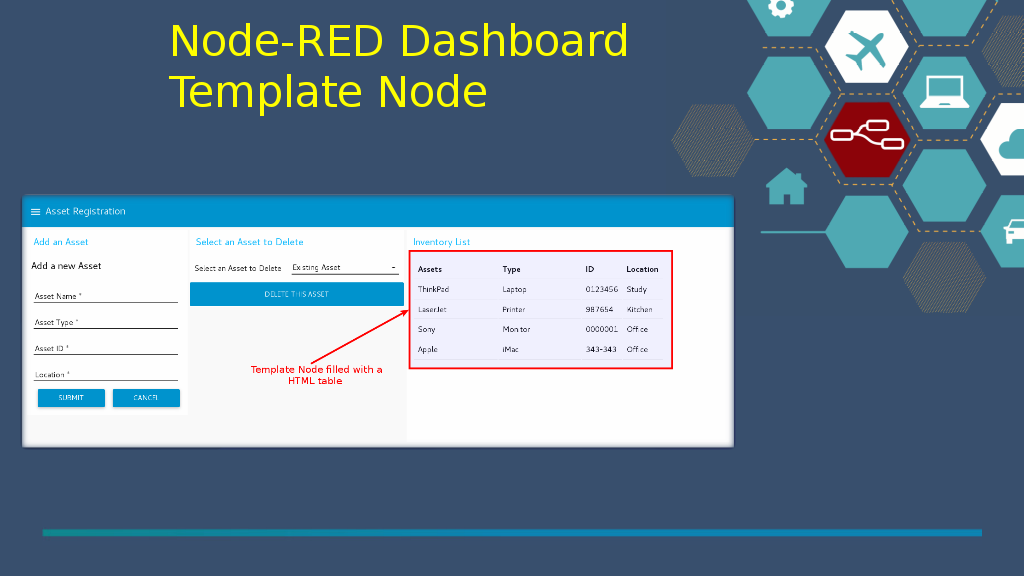 Node-RED Dashboard
Template Node
Asset Registration
Add an Asset
Add a new Asset
Asset Name *
Asset Type *
Asset ID *
Location *
SUBMIT CANCEL
Select an Asset to Delete
Select an Asset to Delete Existing Asset
DELETE THIS ASSET
Template Node filled with a
HTML table
Inventory List
Assets Type ID Location
ThinkPad Laptop 0123456 Study
LaserJet Printer 987654 Kitchen
Sony Monitor 0000001 Office
Apple iMac 343-343 Office